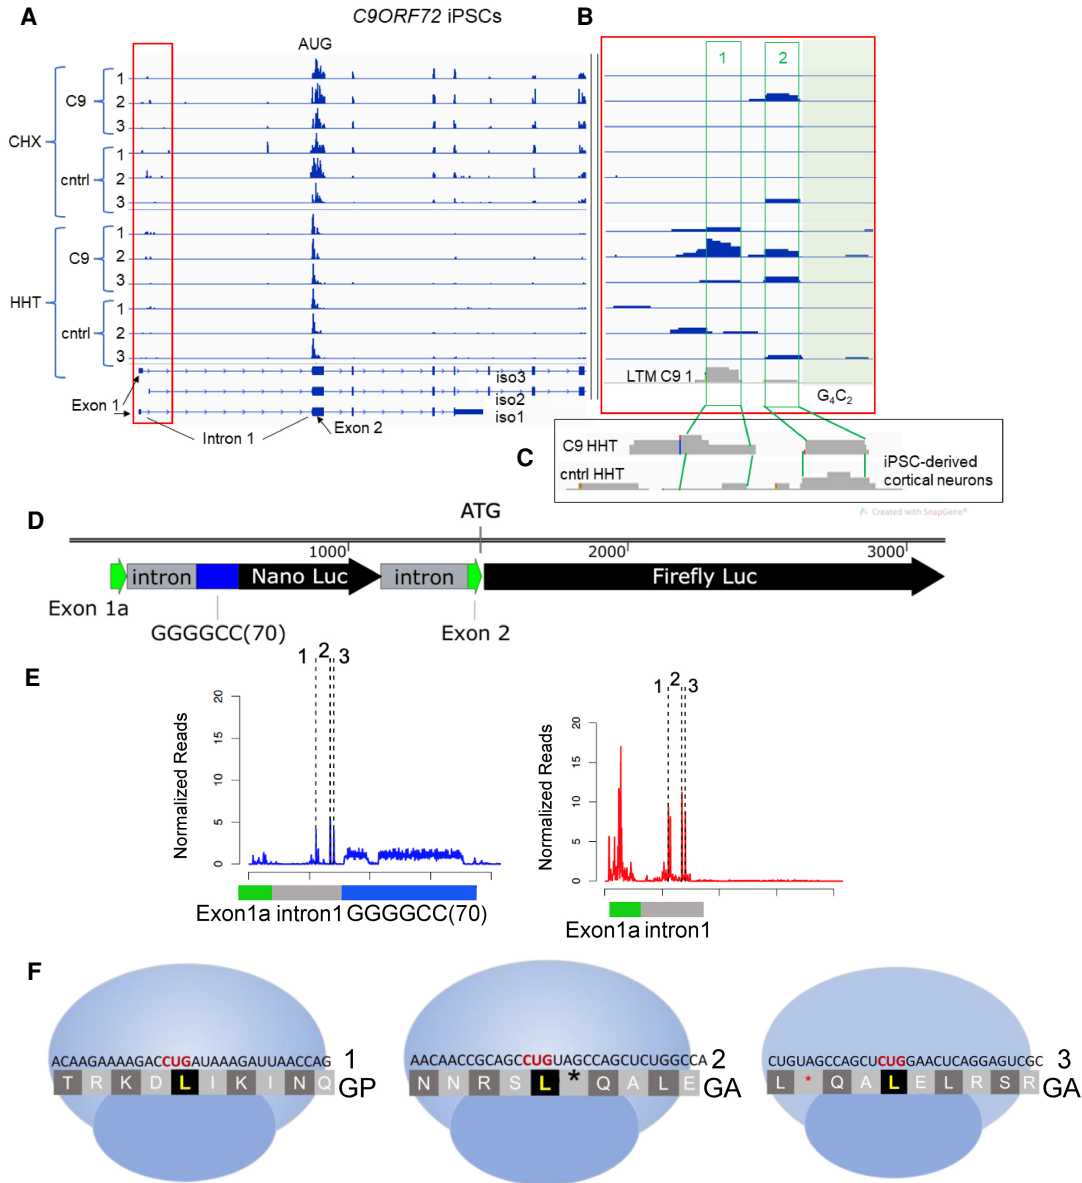 A
C9ORF72 iPSCs
AUG
CHX
C9
1
2
3
cntrl
1
2
3
HHT
C9
1
2
3
cntrl
1
2
3
iso3
iso2
iso1
Exon 1
Intron 1
Exon 2
B
1
2
LTM C9 1
G4C2
C
C9 HHT
cntrl HHT
iPSC-derived
cortical neurons
Created with SnapGene®
D
ATG
1000
2000
3000
intron
Nano Luc
intron
Firefly Luc
Exon 1a
GGGGCC(70)
Exon 2
E
1 2 3
Normalized Reads
20
15
10
5
0
Exon1a intron1 GGGGCC(70)
1 2 3
Normalized Reads
20
15
10
5
0
Exon1a intron1
F
ACAAGAAAAGACCUGAUAAAGAUUAACCAG 1
T R K D L I K I N Q GP
AACAACCGCAGCCUGUAGCCAGCUCUGGCCA 2
N N R S L * Q A L E GA
CUGUAGCCAGCUCUGGAACUCAGGAGUCGC 3
L * Q A L E L R S R GA